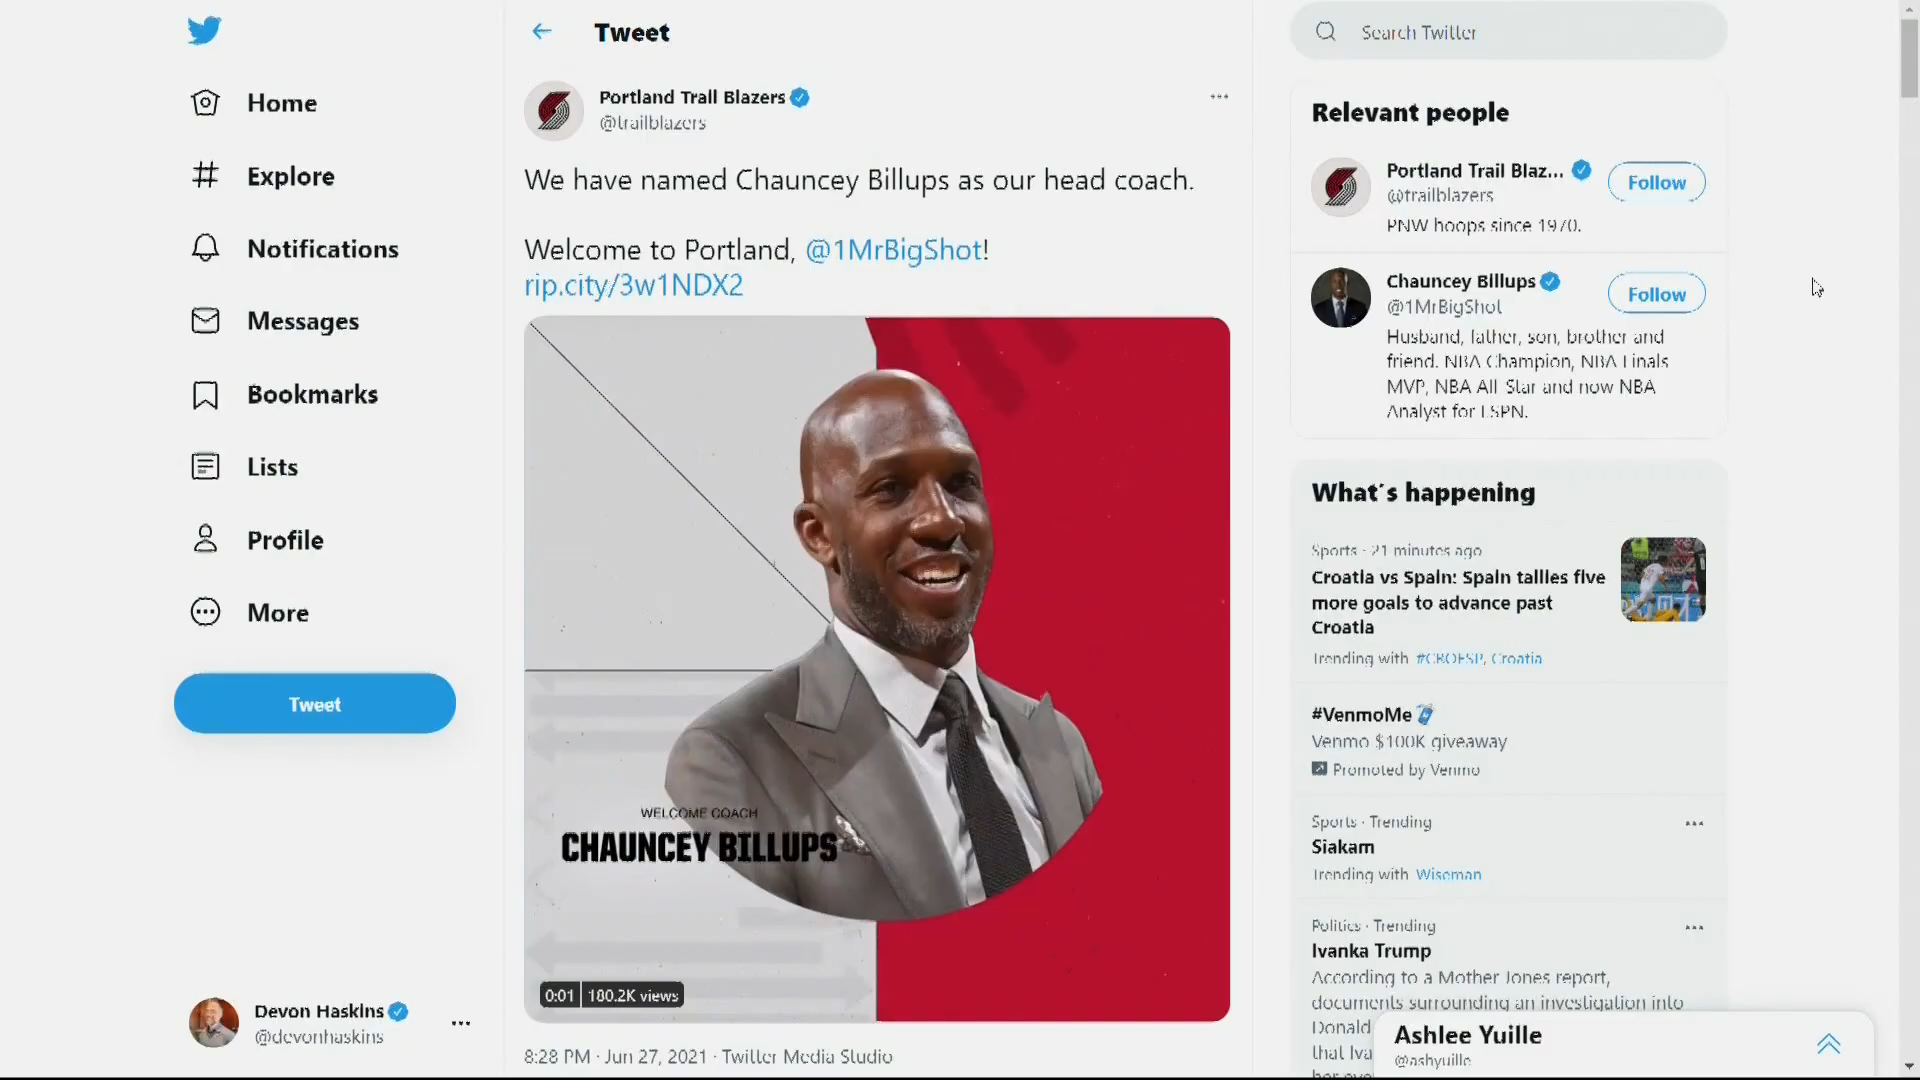 Tweet
Search Twitter
Home
Explore
Notifications
Messages
Bookmarks
Lists
Profile
More
Tweet
Devon Haskins
@devonhaskins
Portland Trail Blazers
@trailblazers
We have named Chauncey Billups as our head coach.
Welcome to Portland, @1MrBigShot!
rip.city/3w1NDX2
WELCOME COACH
CHAUNCEY BILLUPS
0:01 180.2K views
8:28 PM · Jun 27, 2021 · Twitter Media Studio
Relevant people
Portland Trail Blaz...
@trailblazers
Follow
PNW hoops since 1970.
Chauncey Billups
@1MrBigShot
Follow
Husband, father, son, brother and
friend. NBA Champion, NBA Finals
MVP, NBA All Star and now NBA
Analyst for ESPN.
What's happening
Sports · 21 minutes ago
Croatia vs Spain: Spain tallies five
more goals to advance past
Croatia
Trending with #CROESP, Croatia
#VenmoMe
Venmo $100K giveaway
Promoted by Venmo
Sports · Trending
Siakam
Trending with Wiseman
Politics · Trending
Ivanka Trump
According to a Mother Jones report,
documents surrounding an investigation into
Donald
that Iva
Ashlee Yuille
@ashyuille